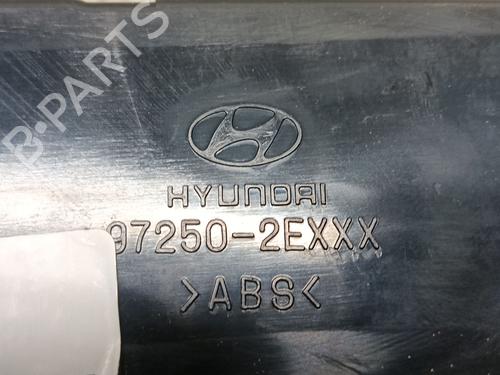 B-PARTS
HYUNDAI
97250-2EXXX
>ABS<